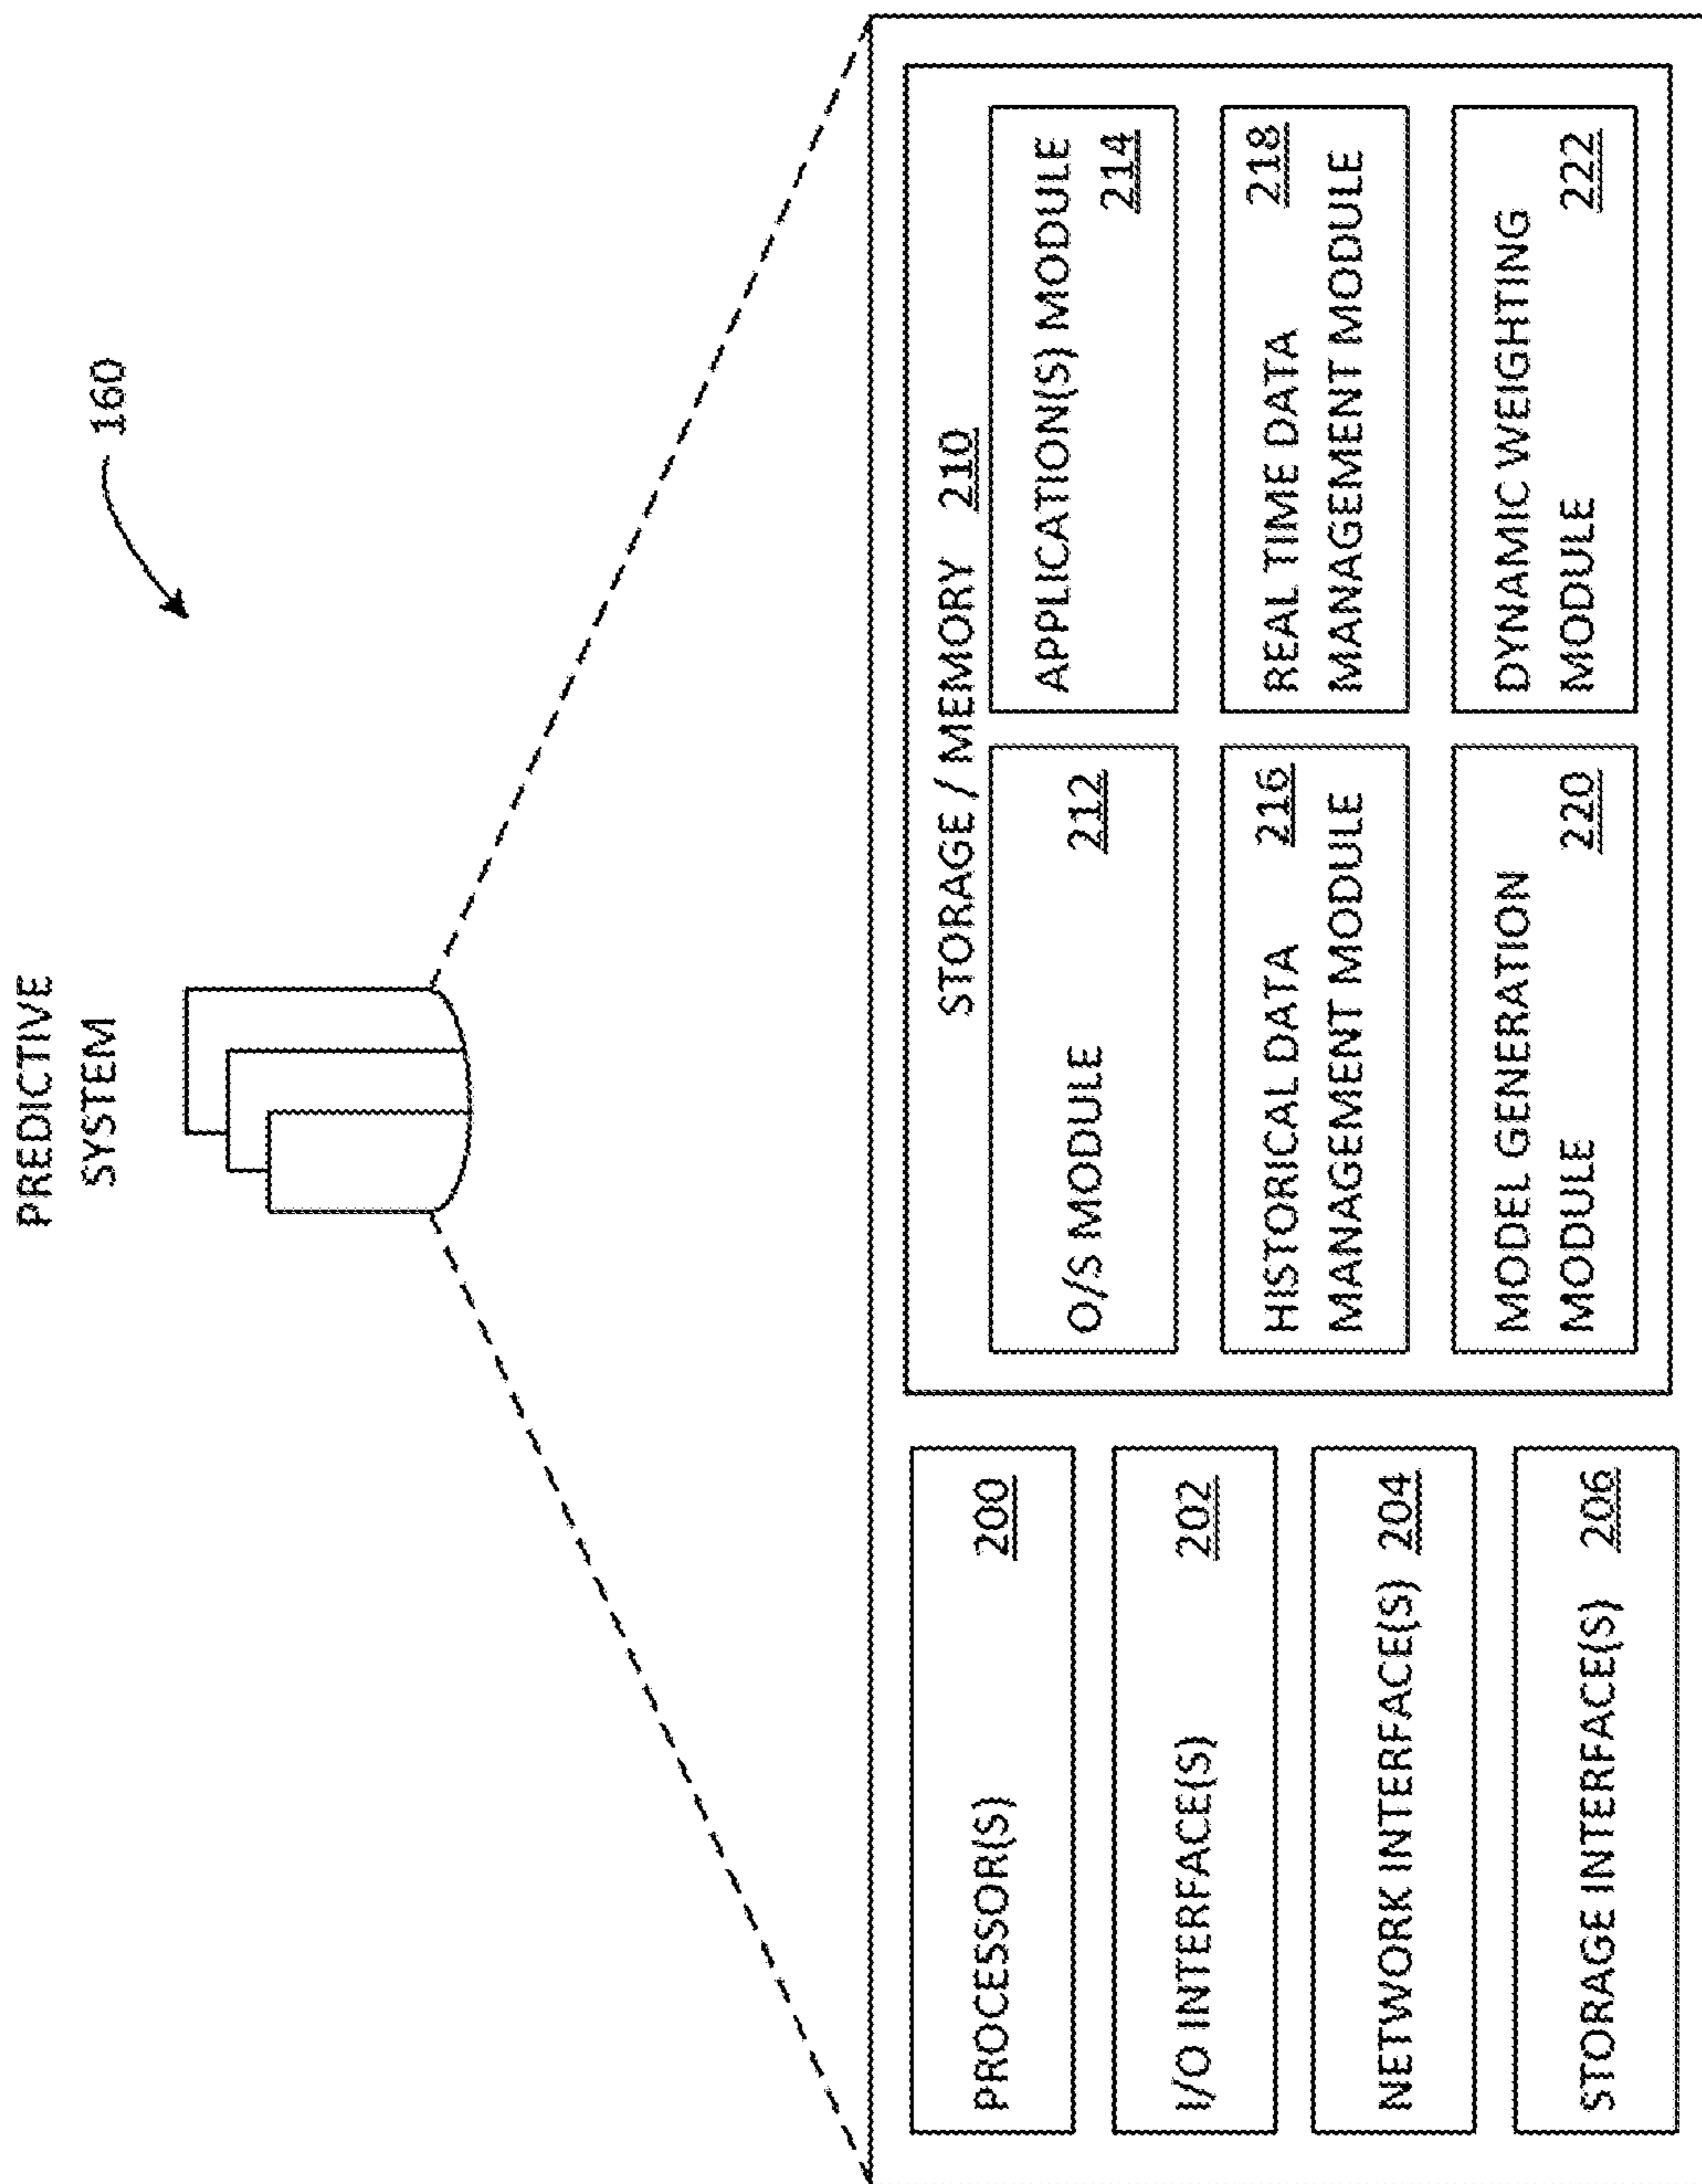 PREDICTIVE
SYSTEM
160
PROCESSOR(S) 200
I/O INTERFACE(S) 202
NETWORK INTERFACE(S) 204
STORAGE INTERFACE(S) 206
STORAGE / MEMORY 210
O/S MODULE 212
APPLICATION(S) MODULE
214
HISTORICAL DATA 216
MANAGEMENT MODULE
REAL TIME DATA 218
MANAGEMENT MODULE
MODEL GENERATION
MODULE 220
DYNAMIC WEIGHTING
MODULE 222